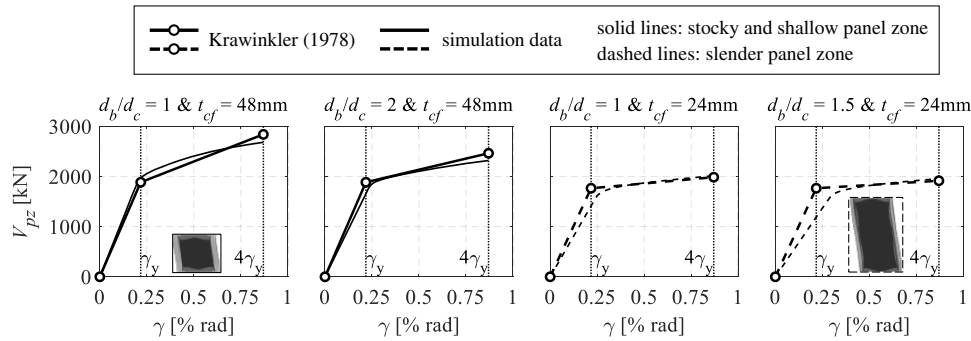 Krawinkler (1978)
simulation data
solid lines: stocky and shallow panel zone
dashed lines: slender panel zone
d_b/d_c = 1 & t_cf = 48mm
d_b/d_c = 2 & t_cf = 48mm
d_b/d_c = 1 & t_cf = 24mm
d_b/d_c = 1.5 & t_cf = 24mm
V_pz [kN]
3000
2000
1000
0
γ_y 4γ_y
γ_y 4γ_y
γ_y 4γ_y
γ_y 4γ_y
0 0.25 0.5 0.75 1
0 0.25 0.5 0.75 1
0 0.25 0.5 0.75 1
0 0.25 0.5 0.75 1
γ [% rad]
γ [% rad]
γ [% rad]
γ [% rad]